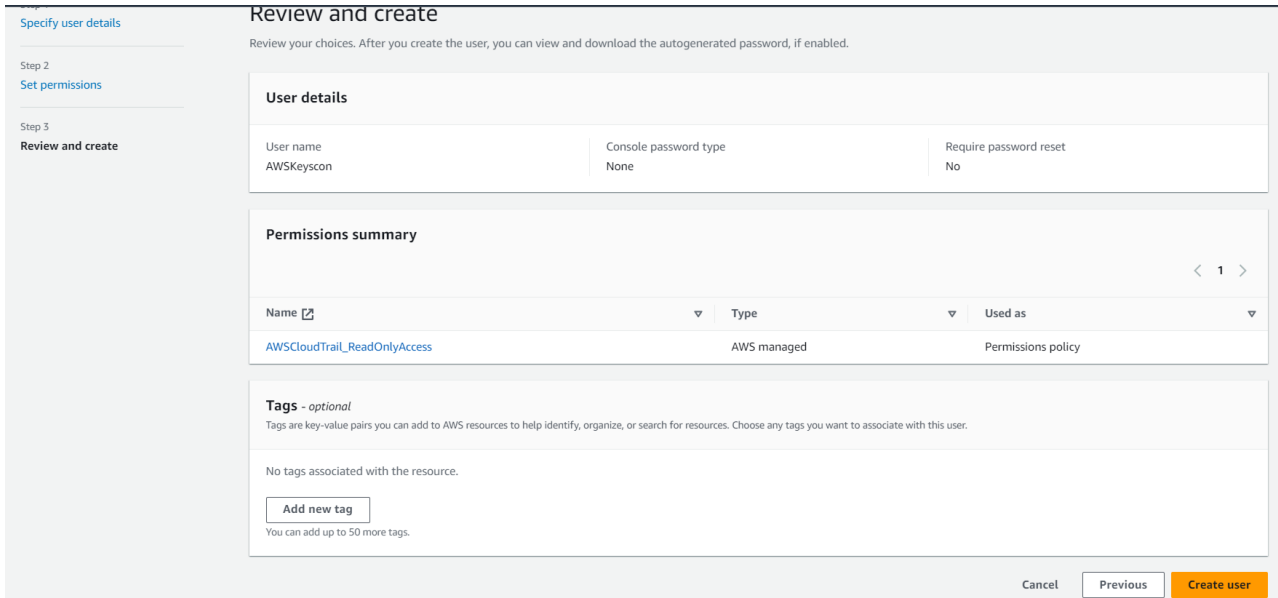 Specify user details
Step 2
Set permissions
Step 3
Review and create
Review and create
Review your choices. After you create the user, you can view and download the autogenerated password, if enabled.
User details
User name
AWSKeyscon
Console password type
None
Require password reset
No
Permissions summary
1
Name
Type
Used as
AWSCloudTrail_ReadOnlyAccess
AWS managed
Permissions policy
Tags - optional
Tags are key-value pairs you can add to AWS resources to help identify, organize, or search for resources. Choose any tags you want to associate with this user.
No tags associated with the resource.
Add new tag
You can add up to 50 more tags.
Cancel
Previous
Create user